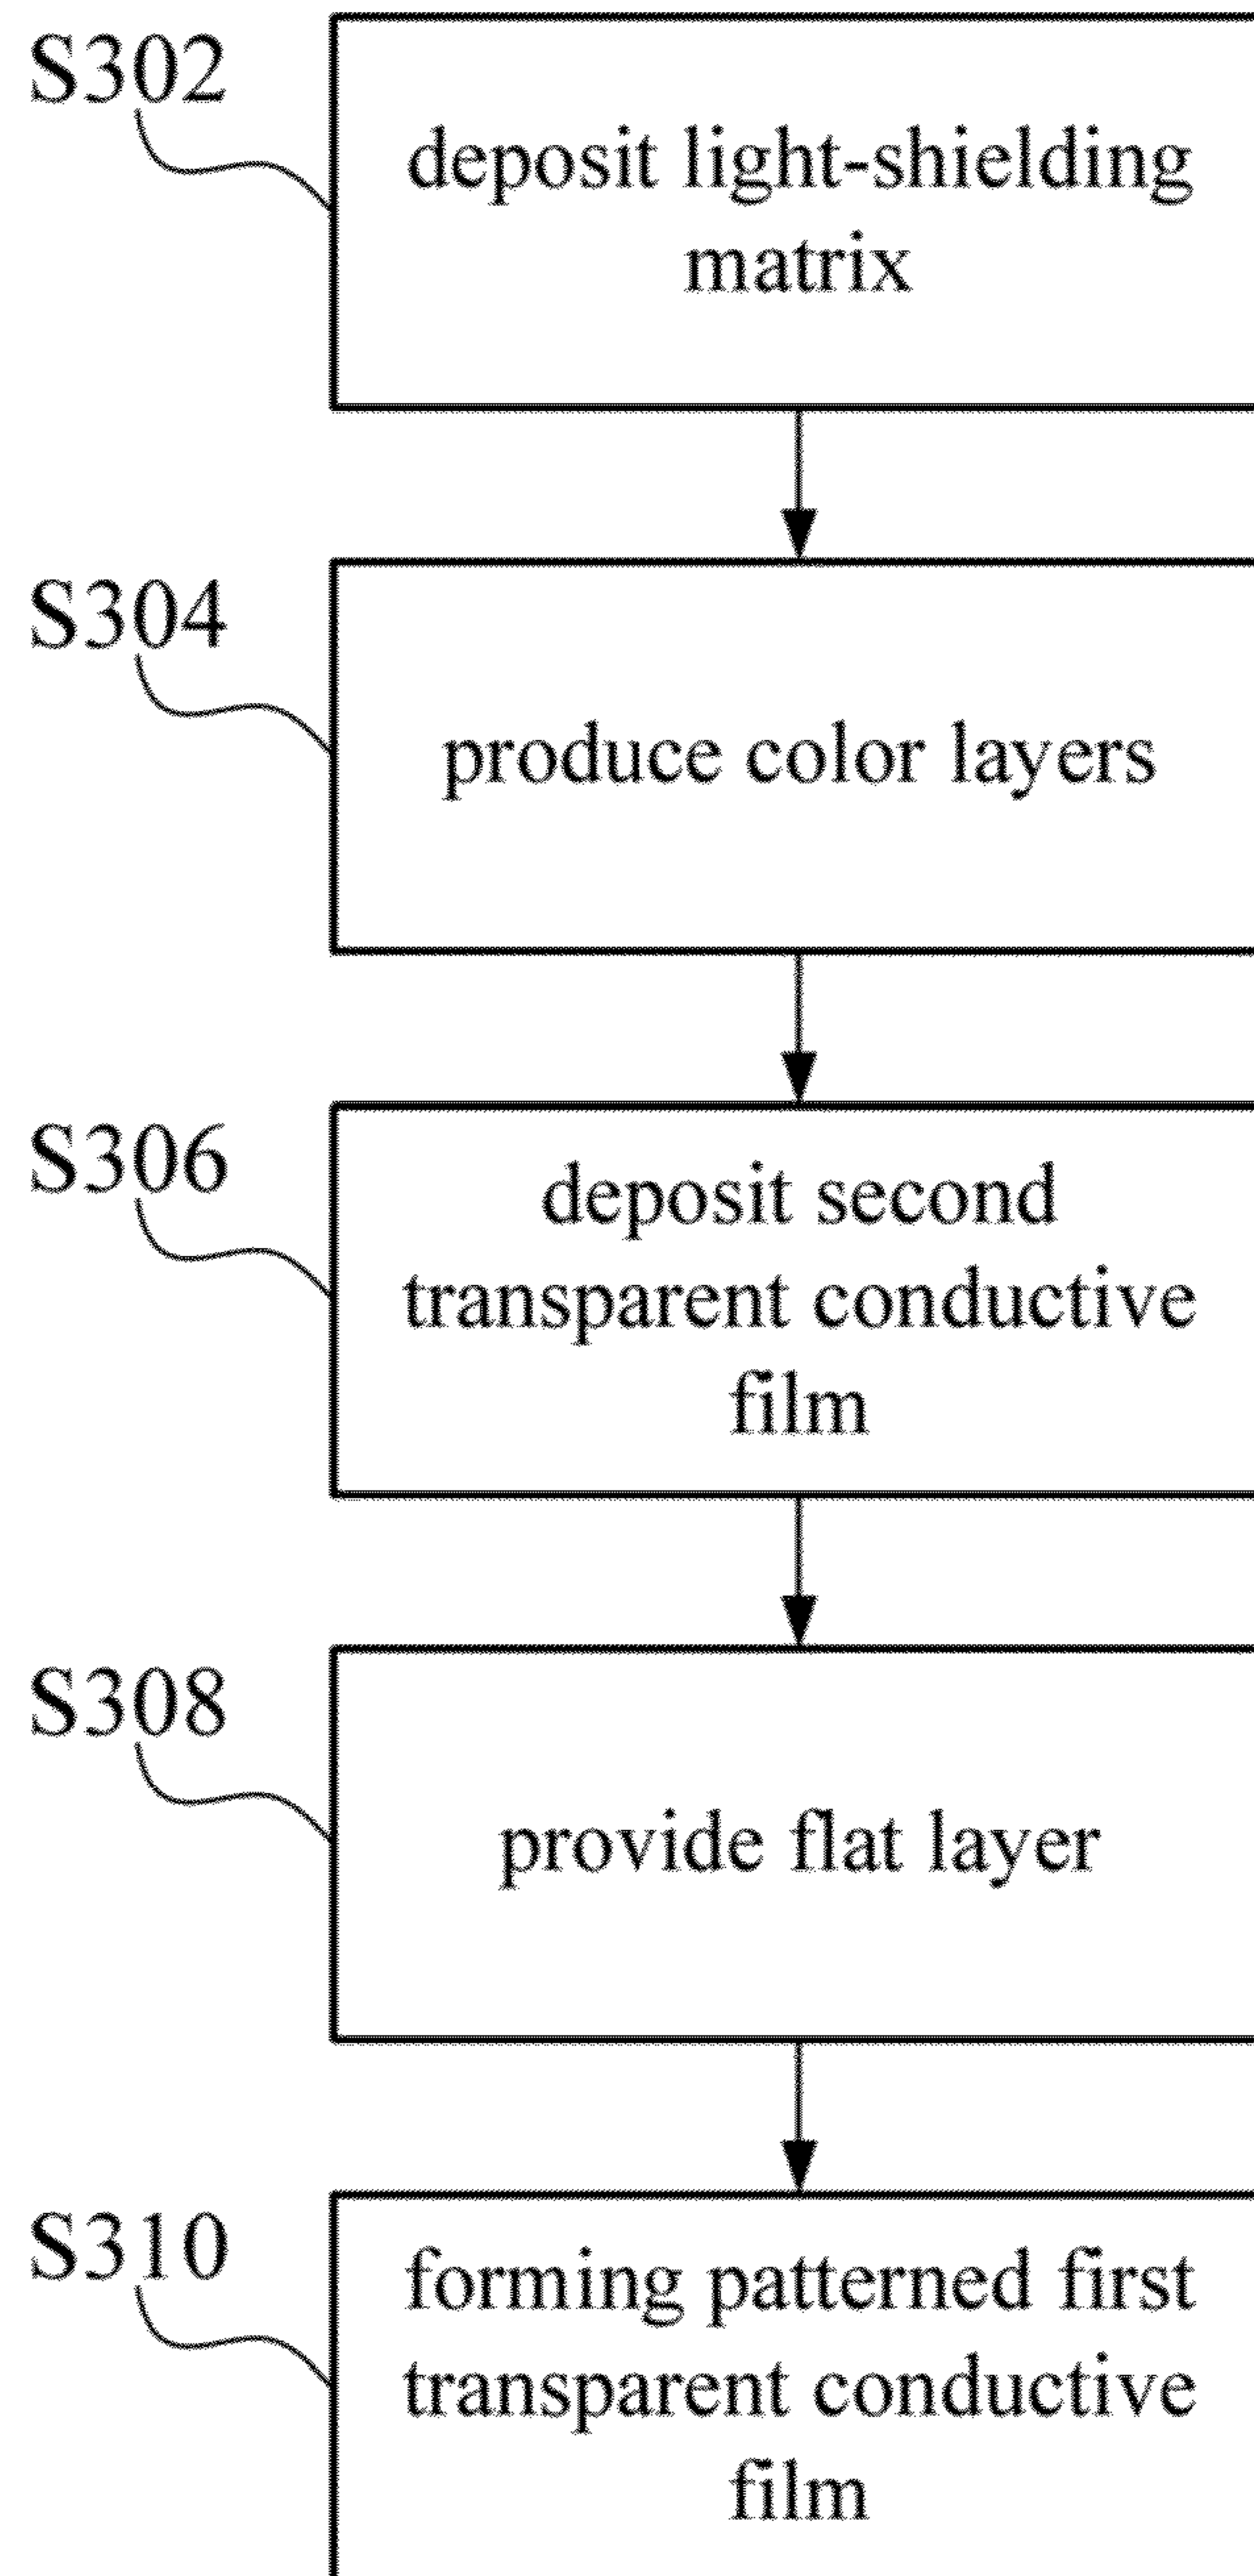 S302
deposit light-shielding
matrix
S304
produce color layers
S306
deposit second
transparent conductive
film
S308
provide flat layer
S310
forming patterned first
transparent conductive
film